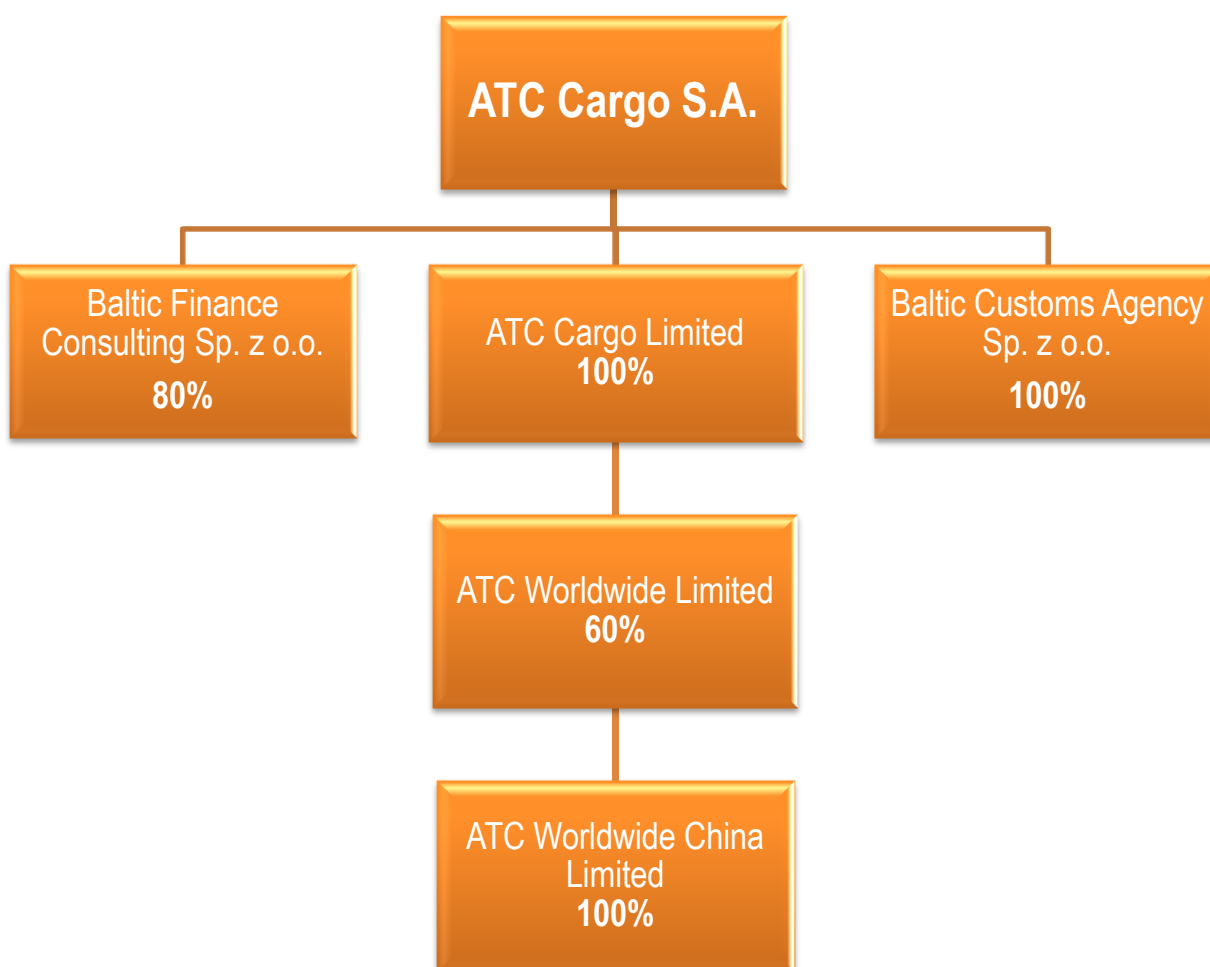 ATC Cargo S.A.
Baltic Finance
Consulting Sp. z o.o.
80%
ATC Cargo Limited
100%
Baltic Customs Agency
Sp. z o.o.
100%
ATC Worldwide Limited
60%
ATC Worldwide China
Limited
100%